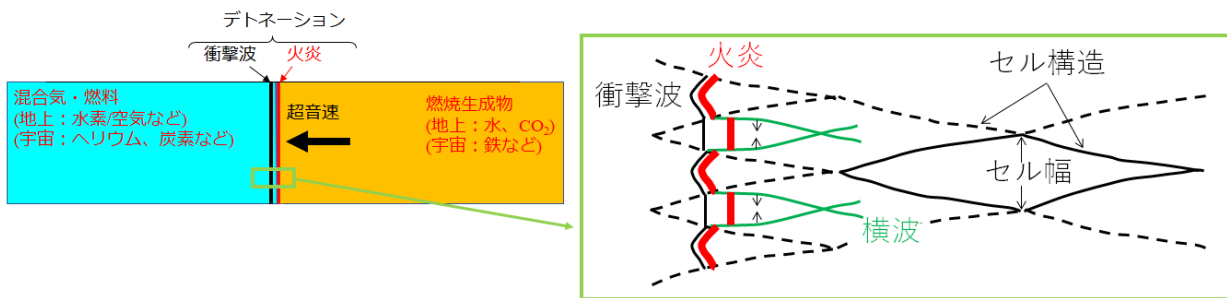 デトネーション
衝撃波
火炎
混合気・燃料
(地上：水素/空気など)
(宇宙：ヘリウム、炭素など)
超音速
燃焼生成物
(地上：水、CO₂)
(宇宙：鉄など)
火炎
衝撃波
セル構造
セル幅
横波